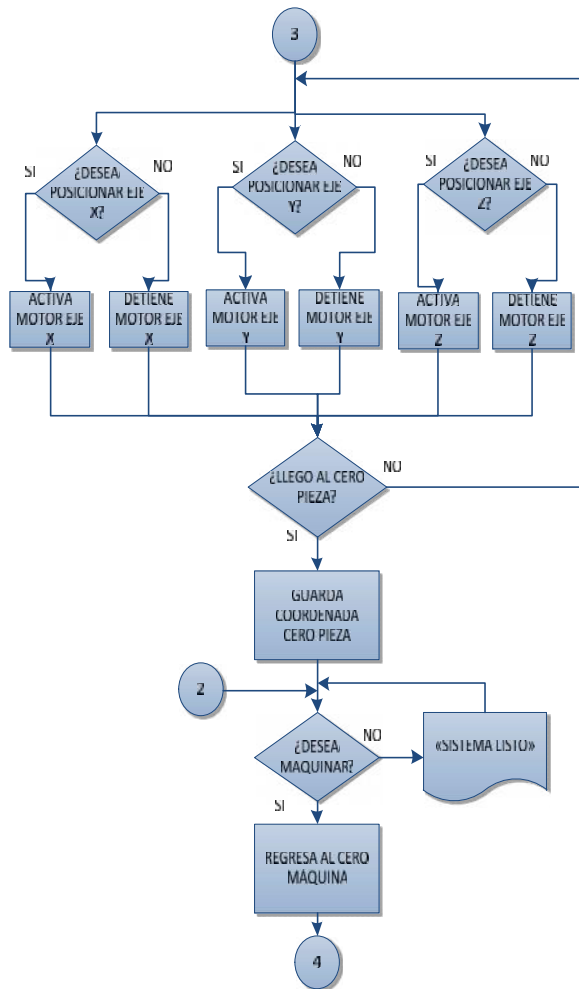 3
SI
¿DESEA
POSICIONAR EJE
X?
NO
SI
¿DESEA
POSICIONAR EJE
Y?
NO
SI
¿DESEA
POSICIONAR EJE
Z?
NO
ACTIVA
MOTOR EJE
X
DETIENE
MOTOR EJE
X
ACTIVA
MOTOR EJE
Y
DETIENE
MOTOR EJE
Y
ACTIVA
MOTOR EJE
Z
DETIENE
MOTOR EJE
Z
¿LLEGO AL CERO
PIEZA?
NO
SI
GUARDA
COORDENADA
CERO PIEZA
2
¿DESEA
MAQUINAR?
NO
«SISTEMA LISTO»
SI
REGRESA AL CERO
MÁQUINA
4